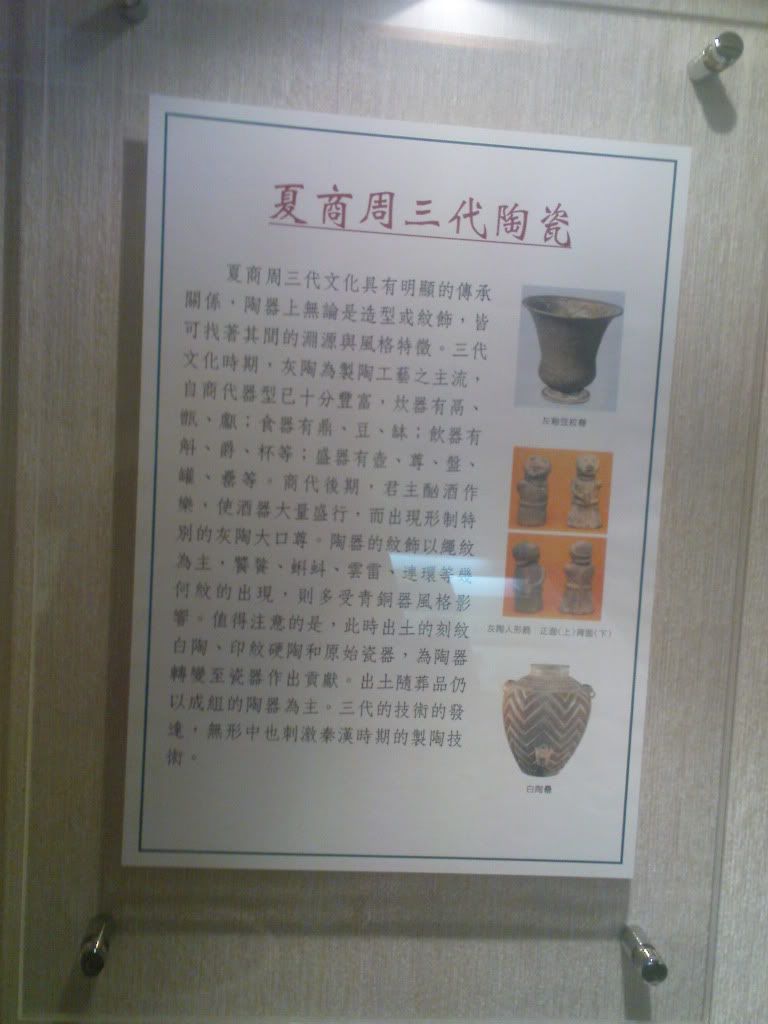 夏商周三代陶瓷
夏商周三代文化具有明顯的傳承
關係，陶器上無論是造型或紋飾，皆
可找著其間的淵源與風格特徵。三代
文化時期，灰陶為製陶工藝之主流，
自商代器型已十分豐富，炊器有鬲、
甑、甗；食器有鼎、豆、缽；飲器有
斝、爵、杯等；盛器有壺、尊、盤、
罐、罍等。商代後期，君主酗酒作
樂，使酒器大量盛行，而出現形制特
別的灰陶大口尊。陶器的紋飾以繩紋
為主，饕餮、蝌蚪、雲雷、連環等幾
何紋的出現，則多受青銅器風格影
響。值得注意的是，此時出土的刻紋
白陶、印紋硬陶和原始瓷器，為陶器
轉變至瓷器作出貢獻。出土隨葬品仍
以成組的陶器為主。三代的技術的發
達，無形中也刺激秦漢時期的製陶技
術。
灰陶人形俑 正面(上)背面(下)
白陶罍